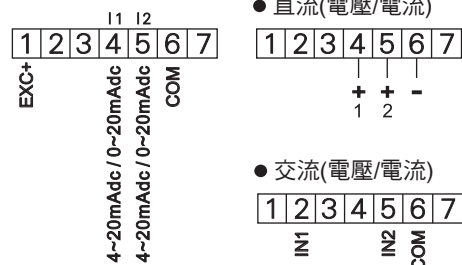 I1 I2
1 2 3 4 5 6 7
EXC+
4~20mAdc / 0~20mAdc
4~20mAdc / 0~20mAdc
COM
● 直流(電壓/電流)
1 2 3 4 5 6 7
+ + -
1 2
● 交流(電壓/電流)
1 2 3 4 5 6 7
IN1
IN2
COM